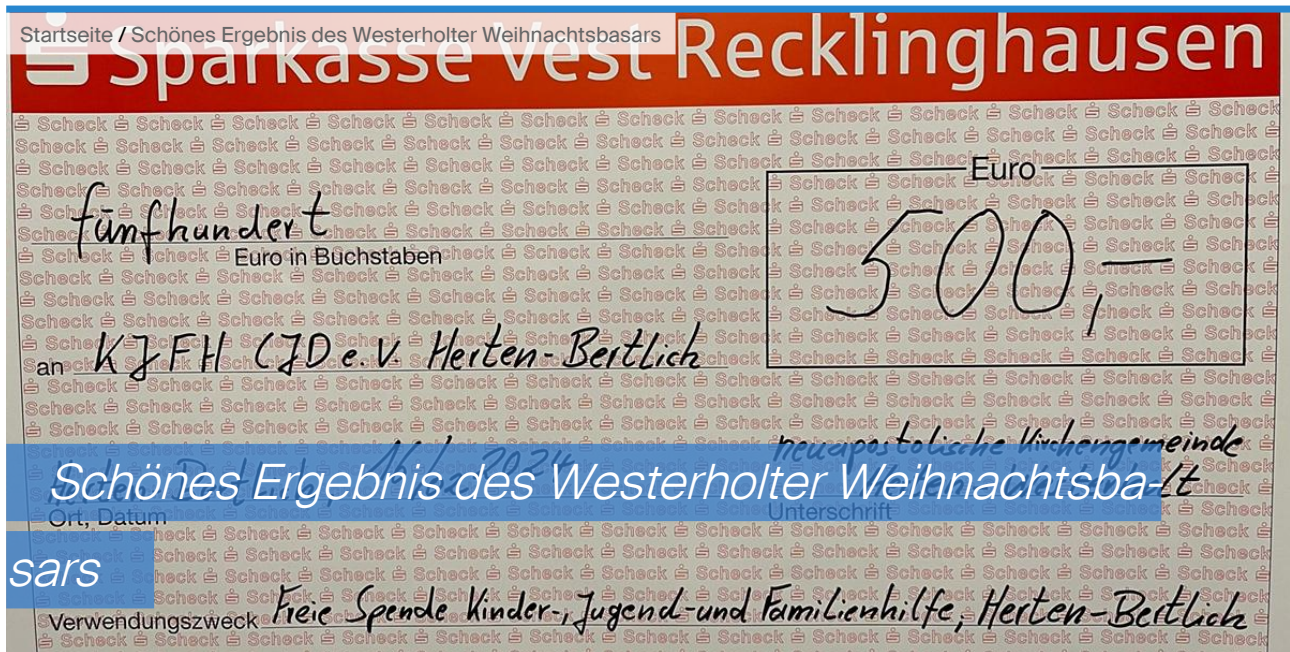 Startseite / Schönes Ergebnis des Westerholter Weihnachtsbasars
Sparkasse Vest Recklinghausen
Euro
fünfhundert
500,—
Euro in Buchstaben
an KJFH CJD e.V. Herten-Bertlich
neuapostolische Kirchengemeinde
Schönes Ergebnis des Westerholter Weihnachtsba-
Ort, Datum
Unterschrift
sars
Verwendungszweck Freie Spende Kinder-, Jugend- und Familienhilfe, Herten-Bertlich